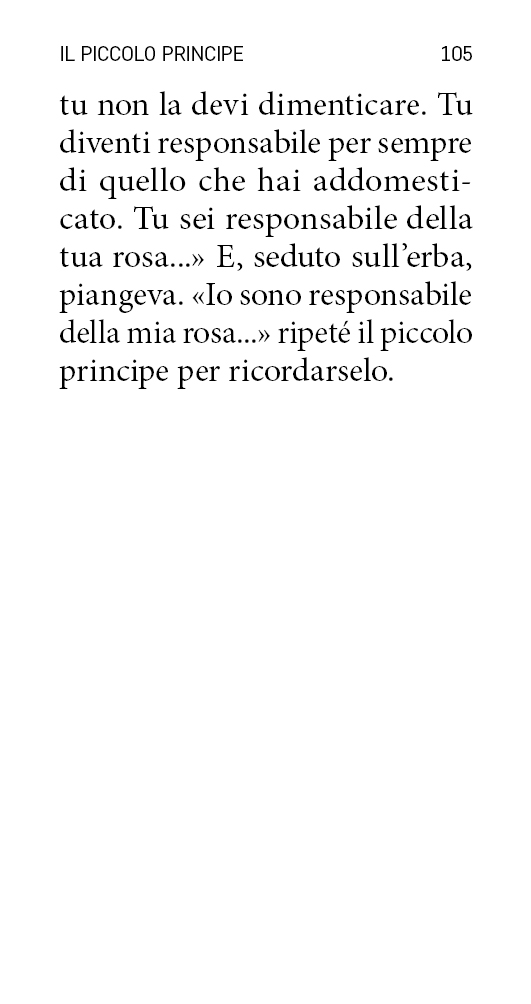 IL PICCOLO PRINCIPE 105
tu non la devi dimenticare. Tu
diventi responsabile per sempre
di quello che hai addomesti-
cato. Tu sei responsabile della
tua rosa...» E, seduto sull’erba,
piangeva. «Io sono responsabile
della mia rosa...» ripeté il piccolo
principe per ricordarselo.